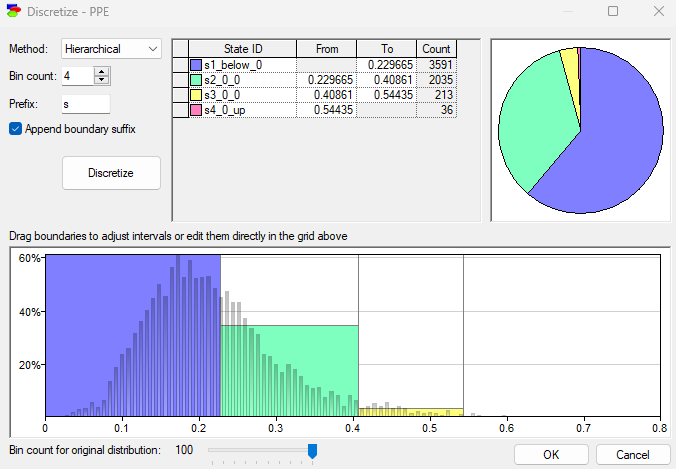 Discretize - PPE
Method: Hierarchical
Bin count: 4
Prefix: s
Append boundary suffix
Discretize
State ID From To Count
s1_below_0 0.229665 3591
s2_0_0 0.229665 0.40861 2035
s3_0_0 0.40861 0.54435 213
s4_0_up 0.54435 36
Drag boundaries to adjust intervals or edit them directly in the grid above
60%
40%
20%
0 0.1 0.2 0.3 0.4 0.5 0.6 0.7 0.8
Bin count for original distribution: 100
OK Cancel